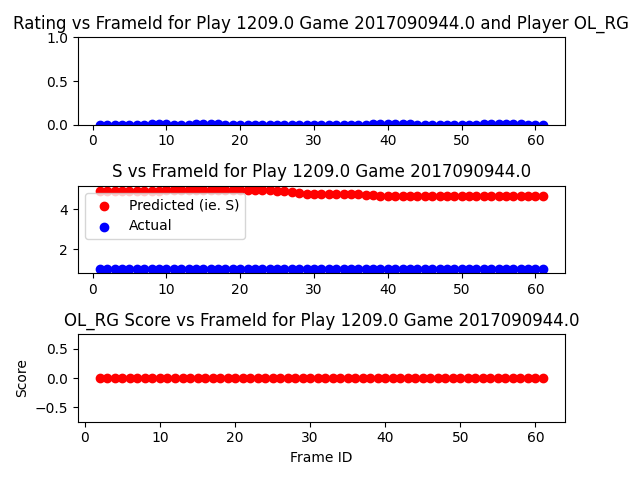 Rating vs FrameId for Play 1209.0 Game 2017090944.0 and Player OL_RG
1.0
0.5
0.0
0 10 20 30 40 50 60
S vs FrameId for Play 1209.0 Game 2017090944.0
4
2
Predicted (ie. S)
Actual
0 10 20 30 40 50 60
OL_RG Score vs FrameId for Play 1209.0 Game 2017090944.0
Score
0.5
0.0
−0.5
0 10 20 30 40 50 60
Frame ID